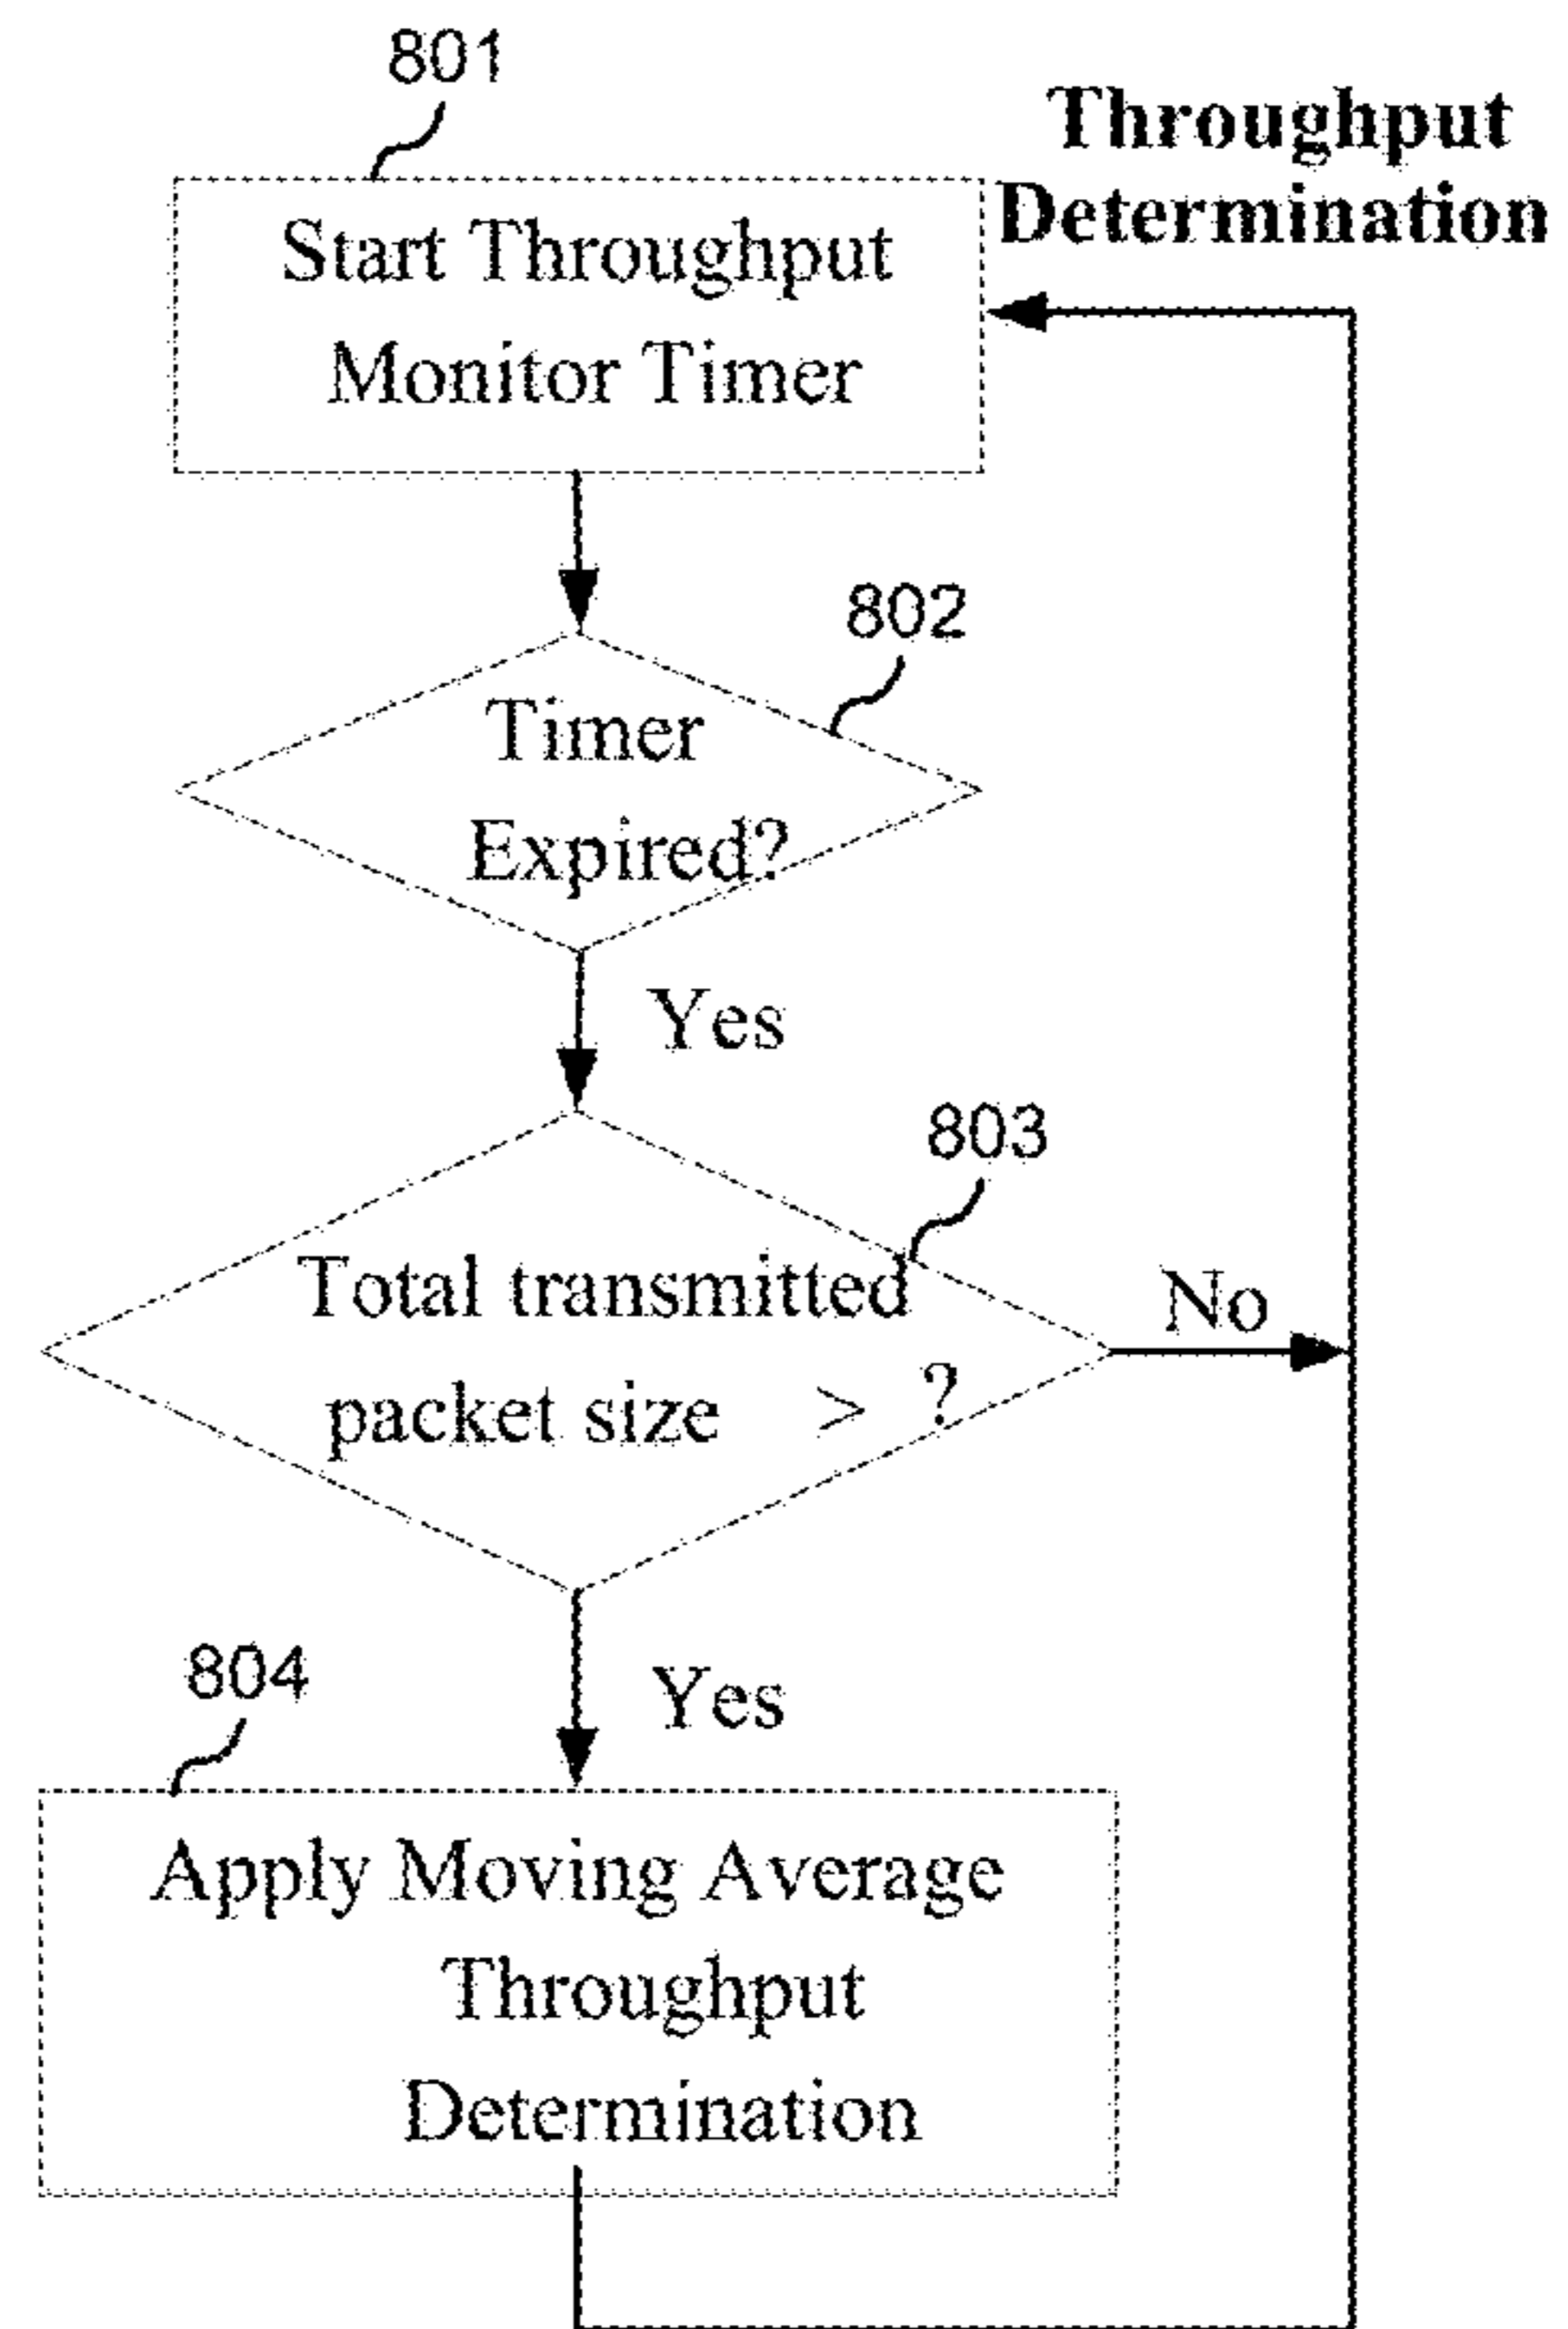 801
Throughput
Determination
Start Throughput
Monitor Timer
802
Timer
Expired?
Yes
803
Total transmitted
packet size > ?
No
Yes
804
Apply Moving Average
Throughput
Determination